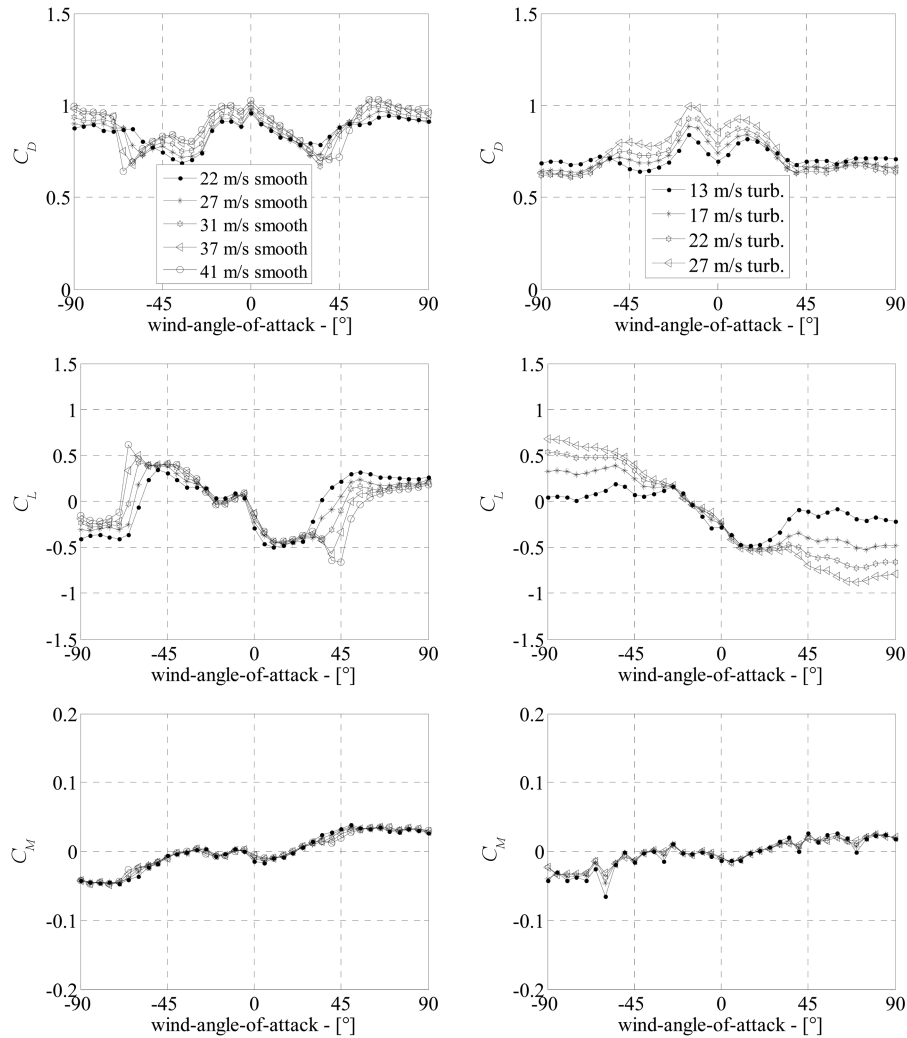 1.5
1
0.5
0
C_D
-90 -45 0 45 90
wind-angle-of-attack - [°]
22 m/s smooth
27 m/s smooth
31 m/s smooth
37 m/s smooth
41 m/s smooth
1.5
1
0.5
0
C_D
-90 -45 0 45 90
wind-angle-of-attack - [°]
13 m/s turb.
17 m/s turb.
22 m/s turb.
27 m/s turb.
1.5
1
0.5
0
-0.5
-1
-1.5
C_L
-90 -45 0 45 90
wind-angle-of-attack - [°]
1.5
1
0.5
0
-0.5
-1
-1.5
C_L
-90 -45 0 45 90
wind-angle-of-attack - [°]
0.2
0.1
0
-0.1
-0.2
C_M
-90 -45 0 45 90
wind-angle-of-attack - [°]
0.2
0.1
0
-0.1
-0.2
C_M
-90 -45 0 45 90
wind-angle-of-attack - [°]